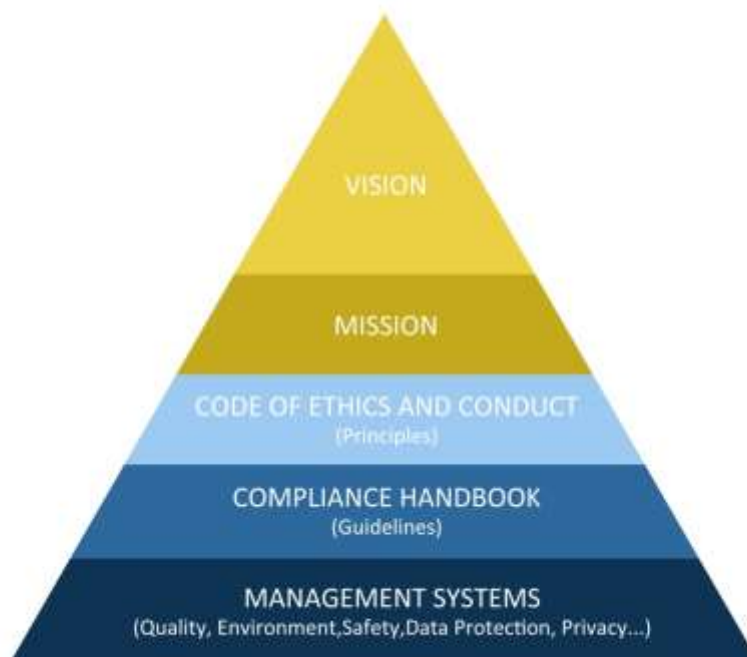 VISION
MISSION
CODE OF ETHICS AND CONDUCT
(Principles)
COMPLIANCE HANDBOOK
(Guidelines)
MANAGEMENT SYSTEMS
(Quality, Environment,Safety,Data Protection, Privacy...)